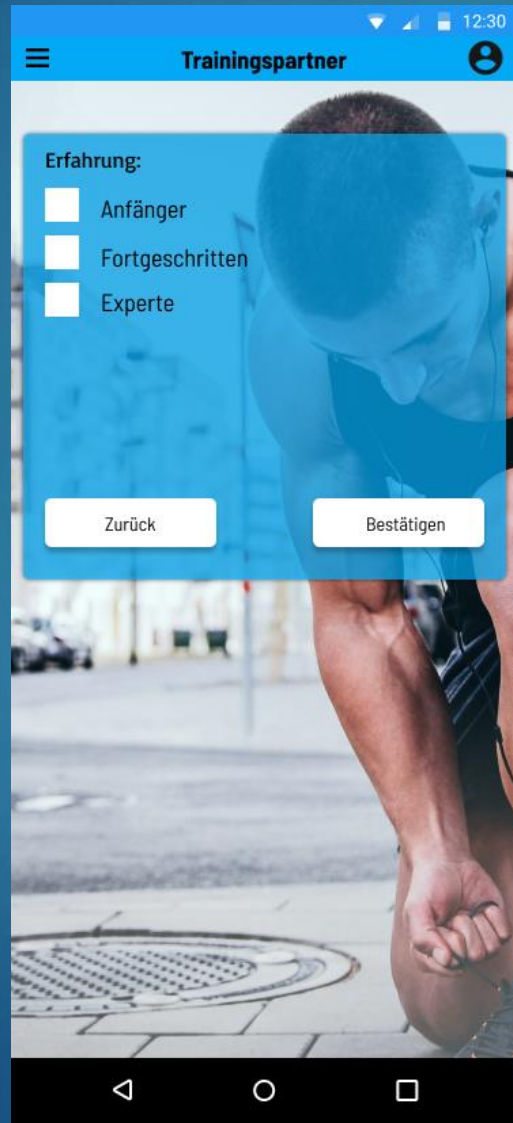 12:30
Trainingspartner
Erfahrung:
Anfänger
Fortgeschritten
Experte
Zurück
Bestätigen